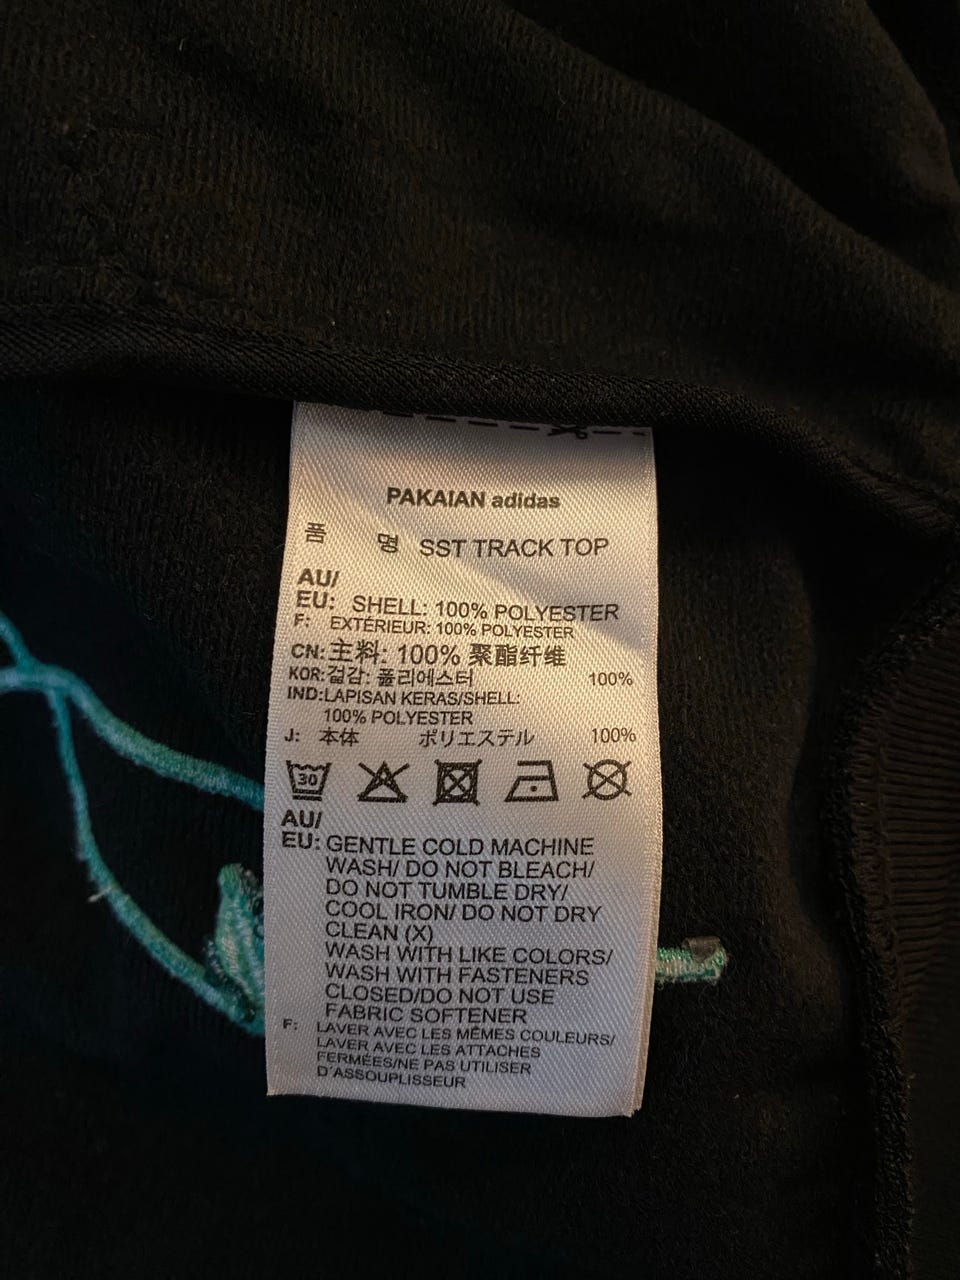 PAKAIAN adidas
품 명 SST TRACK TOP
AU/
EU: SHELL: 100% POLYESTER
F: EXTÉRIEUR: 100% POLYESTER
CN: 主料: 100% 聚酯纤维
KOR: 겉감: 폴리에스터 100%
IND: LAPISAN KERAS/SHELL:
100% POLYESTER
J: 本体 ポリエステル 100%
30
AU/
EU: GENTLE COLD MACHINE
WASH/ DO NOT BLEACH/
DO NOT TUMBLE DRY/
COOL IRON/ DO NOT DRY
CLEAN (X)
WASH WITH LIKE COLORS/
WASH WITH FASTENERS
CLOSED/DO NOT USE
FABRIC SOFTENER
F: LAVER AVEC LES MÊMES COULEURS/
LAVER AVEC LES ATTACHES
FERMÉES/NE PAS UTILISER
D'ASSOUPLISSEUR